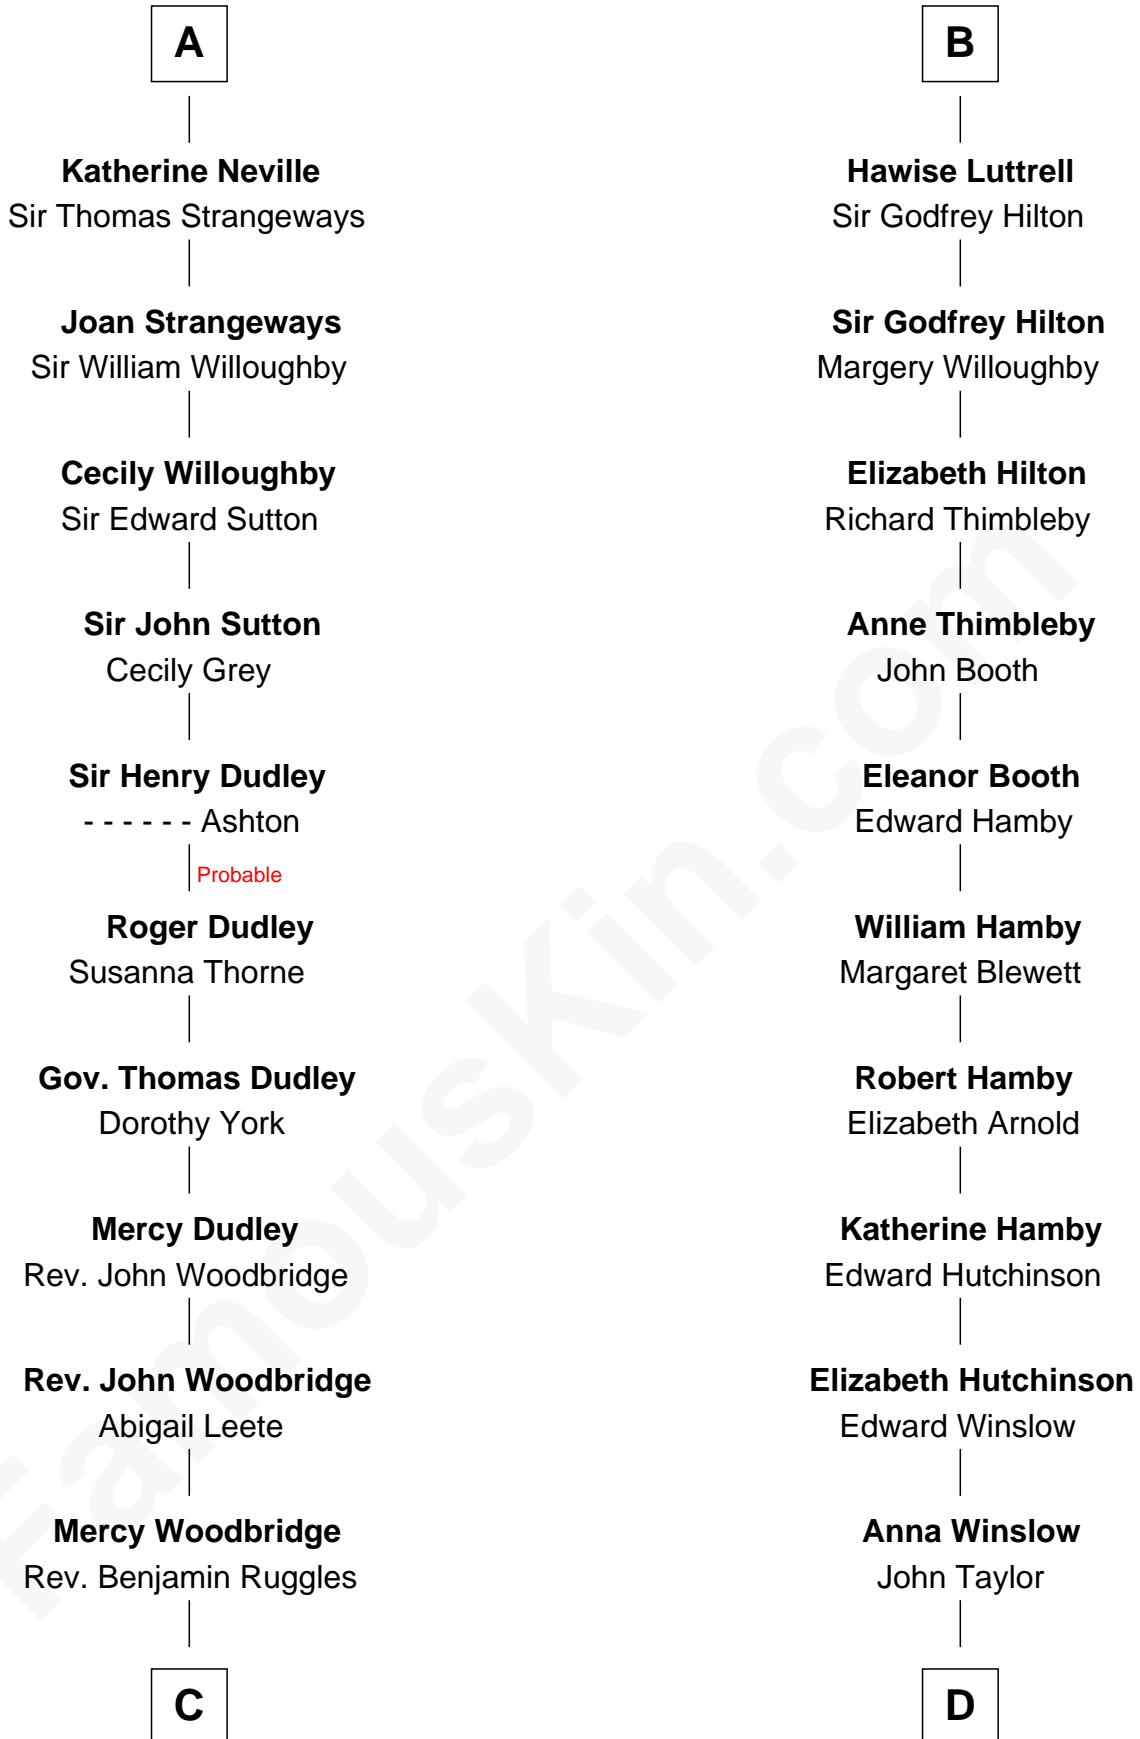 A
Katherine Neville
Sir Thomas Strangeways
Joan Strangeways
Sir William Willoughby
Cecily Willoughby
Sir Edward Sutton
Sir John Sutton
Cecily Grey
Sir Henry Dudley
- - - - - - Ashton
Probable
Roger Dudley
Susanna Thorne
Gov. Thomas Dudley
Dorothy York
Mercy Dudley
Rev. John Woodbridge
Rev. John Woodbridge
Abigail Leete
Mercy Woodbridge
Rev. Benjamin Ruggles
C
B
Hawise Luttrell
Sir Godfrey Hilton
Sir Godfrey Hilton
Margery Willoughby
Elizabeth Hilton
Richard Thimbleby
Anne Thimbleby
John Booth
Eleanor Booth
Edward Hamby
William Hamby
Margaret Blewett
Robert Hamby
Elizabeth Arnold
Katherine Hamby
Edward Hutchinson
Elizabeth Hutchinson
Edward Winslow
Anna Winslow
John Taylor
D
FamousKin.com